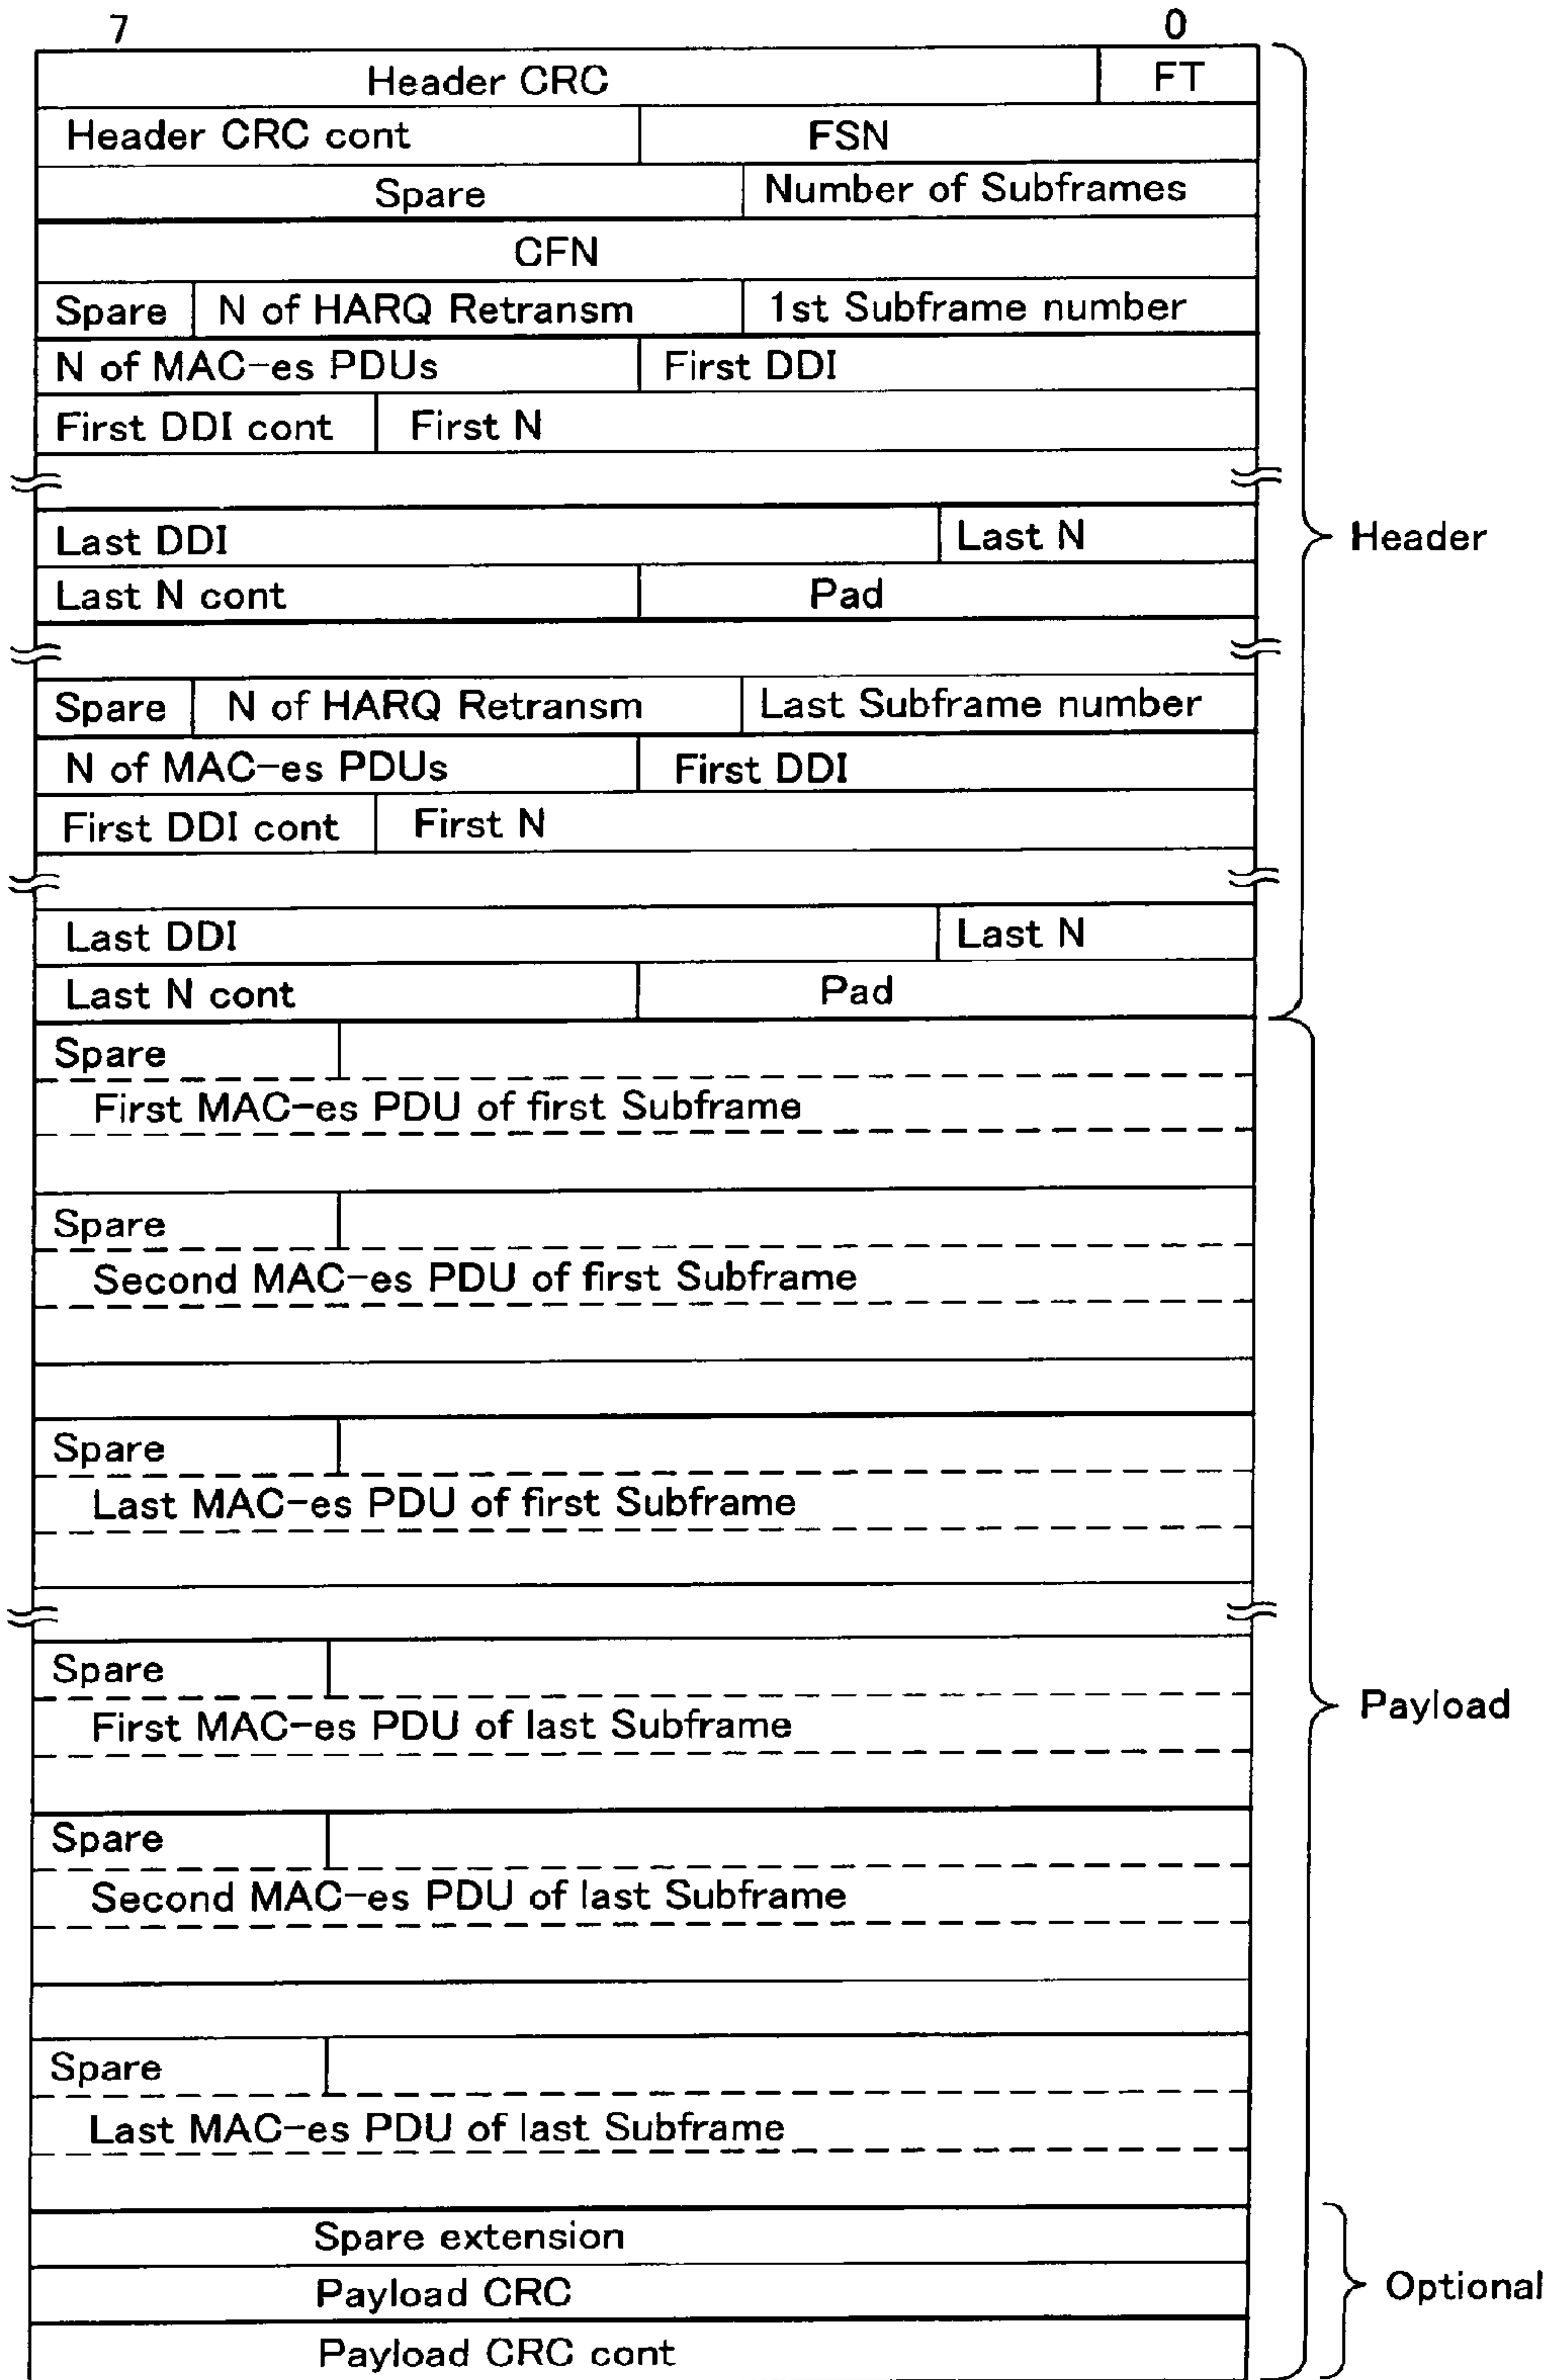 7 0
Header CRC FT
Header CRC cont FSN
Spare Number of Subframes
CFN
Spare N of HARQ Retransm 1st Subframe number
N of MAC-es PDUs First DDI
First DDI cont First N
Last DDI Last N
Header
Last N cont Pad
Spare N of HARQ Retransm Last Subframe number
N of MAC-es PDUs First DDI
First DDI cont First N
Last DDI Last N
Last N cont Pad
Spare
First MAC-es PDU of first Subframe
Spare
Second MAC-es PDU of first Subframe
Spare
Last MAC-es PDU of first Subframe
Spare
Payload
First MAC-es PDU of last Subframe
Spare
Second MAC-es PDU of last Subframe
Spare
Last MAC-es PDU of last Subframe
Spare extension
Payload CRC
Optional
Payload CRC cont